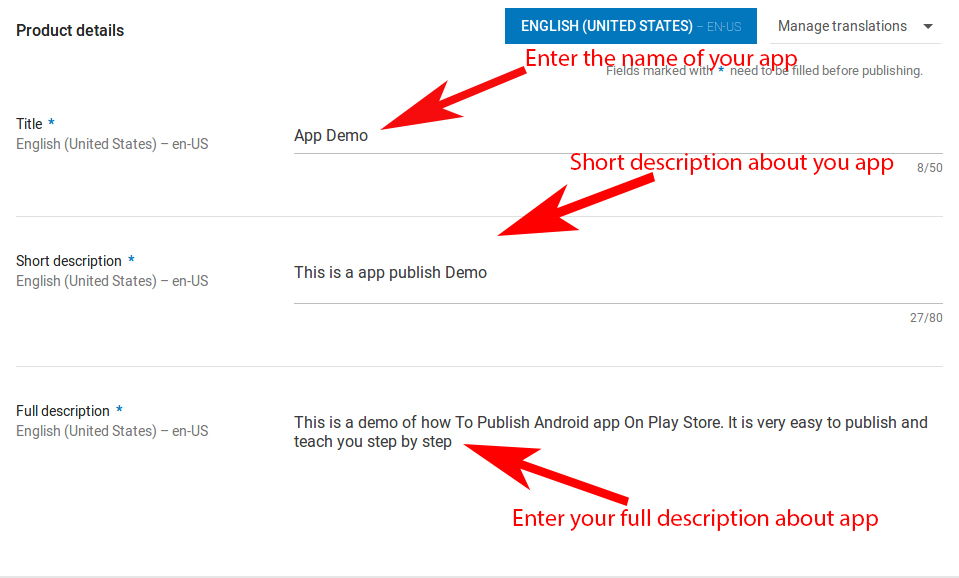 Product details
ENGLISH (UNITED STATES) – EN-US
Manage translations
Enter the name of your app
Fields marked with * need to be filled before publishing.
Title *
English (United States) – en-US
App Demo
Short description about you app
8/50
Short description *
English (United States) – en-US
This is a app publish Demo
27/80
Full description *
English (United States) – en-US
This is a demo of how To Publish Android app On Play Store. It is very easy to publish and
teach you step by step
Enter your full description about app